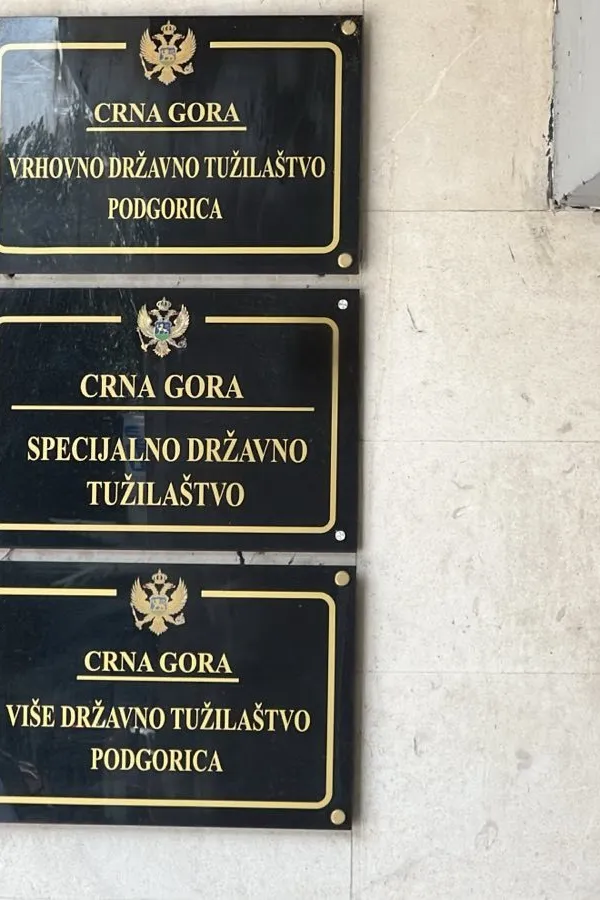 CRNA GORA
VRHOVNO DRŽAVNO TUŽILAŠTVO
PODGORICA
CRNA GORA
SPECIJALNO DRŽAVNO
TUŽILAŠTVO
CRNA GORA
VIŠE DRŽAVNO TUŽILAŠTVO
PODGORICA